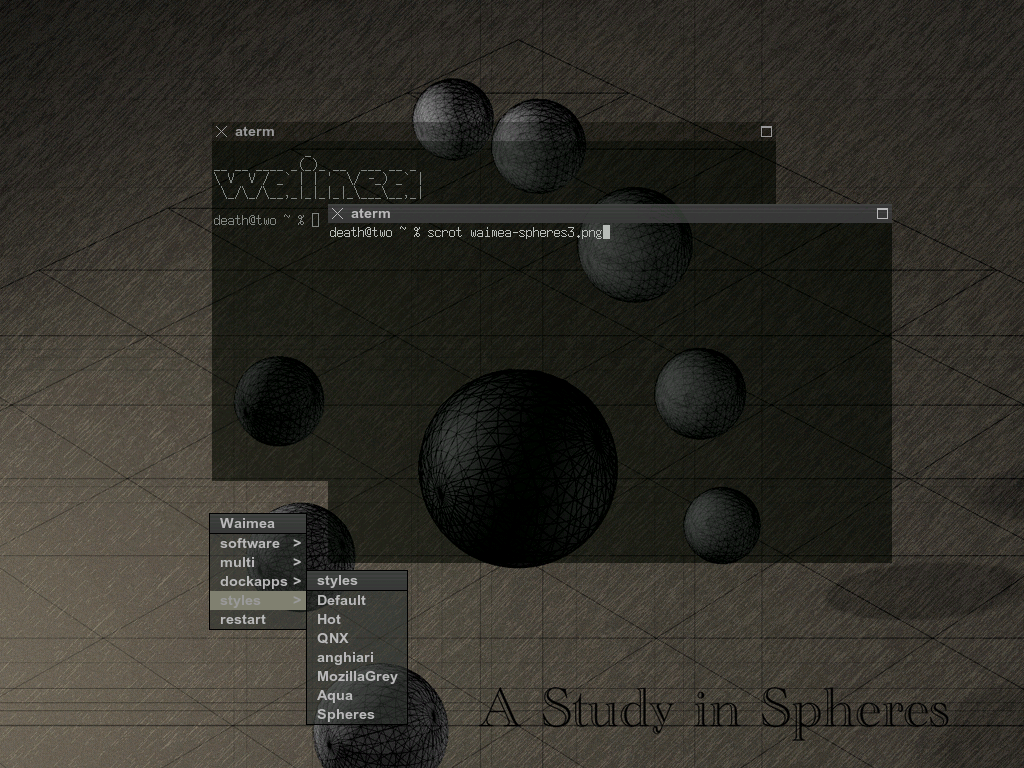 aterm
waimea
death@two ~ %
aterm
death@two ~ % scrot waimea-spheres3.png
Waimea
software >
multi >
dockapps >
styles >
restart
styles
Default
Hot
QNX
anghiari
MozillaGrey
Aqua
Spheres
A Study in Spheres